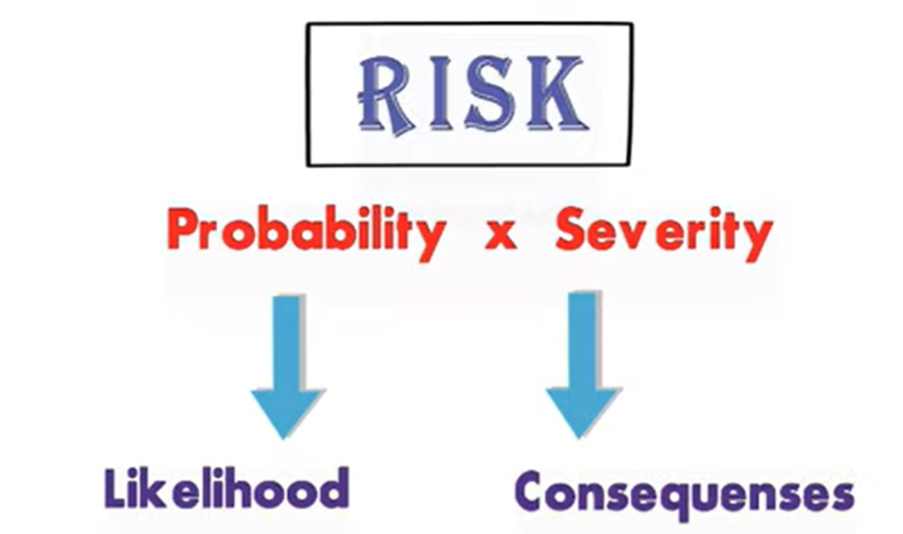 RISK
Probability x Severity
Likelihood Consequenses